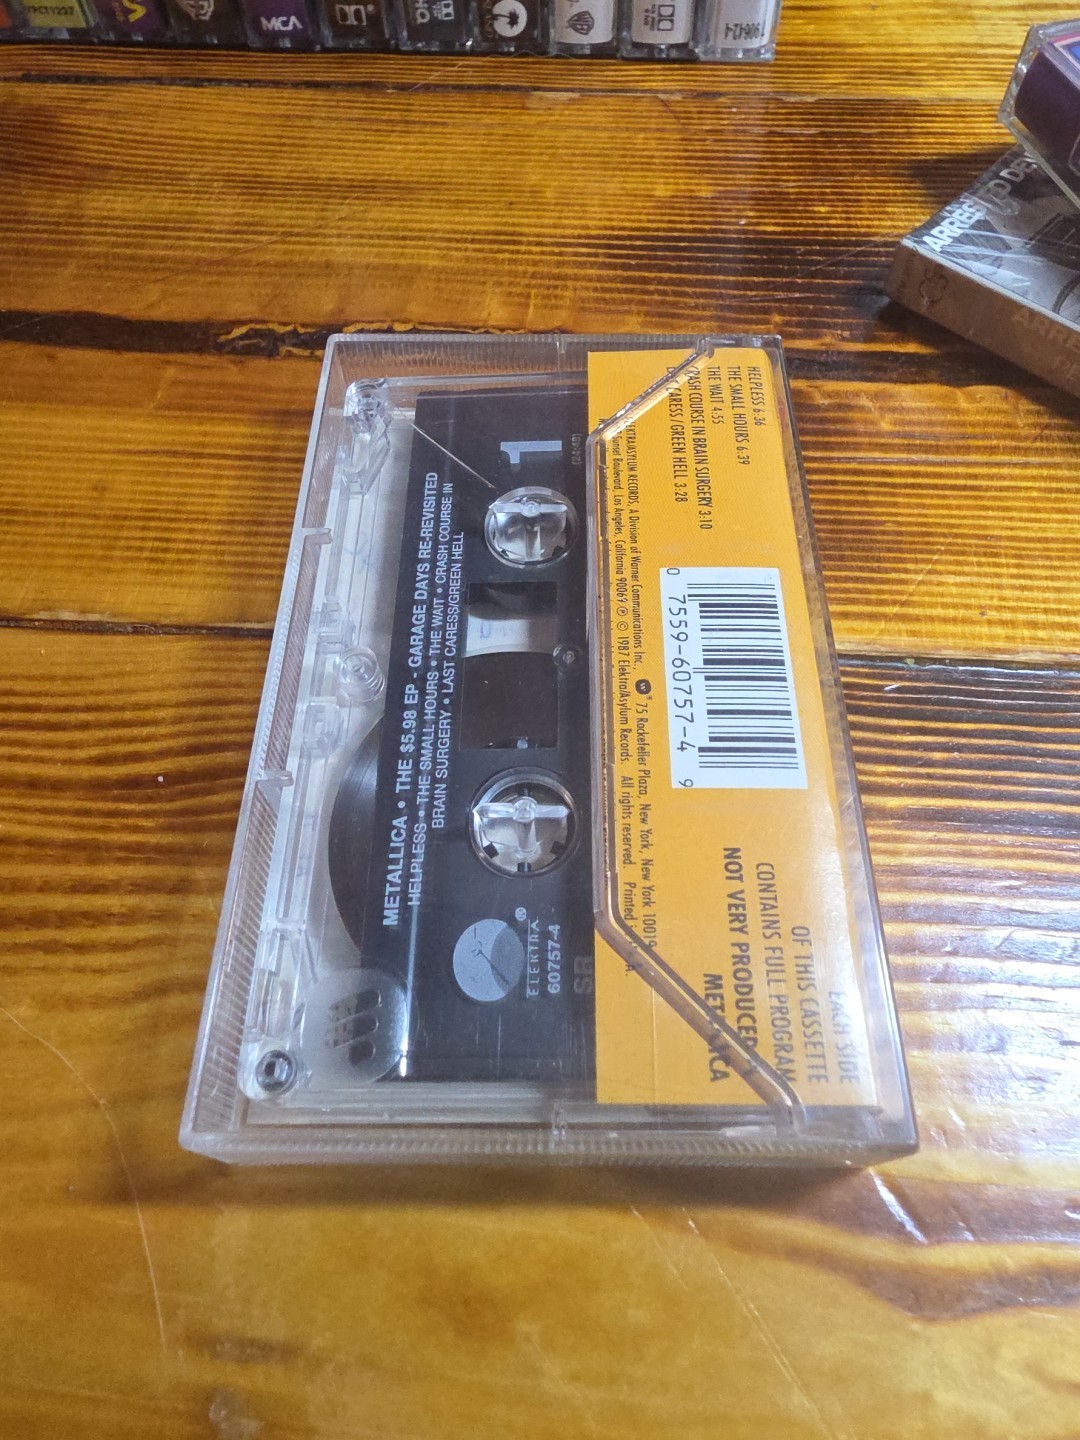 HELPLESS 6:36
THE SMALL HOURS 6:39
THE WAIT 4:55
CRASH COURSE IN BRAIN SURGERY 3:10
CARESS/GREEN HELL 3:28
ELEKTRA/ASYLUM RECORDS, A Division of Warner Communications Inc., 75 Rockefeller Plaza, New York, New York 10019
Sunset Boulevard, Los Angeles, California 90069 Ⓟ © 1987 Elektra/Asylum Records. All rights reserved. Printed
0 7559-60757-4 9
EACH SIDE
OF THIS CASSETTE
CONTAINS FULL PROGRAM
NOT VERY PRODUCED BY
METALLICA
1
METALLICA • THE $5.98 EP - GARAGE DAYS RE-REVISITED
HELPLESS • THE SMALL HOURS • THE WAIT • CRASH COURSE IN
BRAIN SURGERY • LAST CARESS/GREEN HELL
ELEKTRA®
60757-4
SR
MCA
79064-4
ARRESTED DE